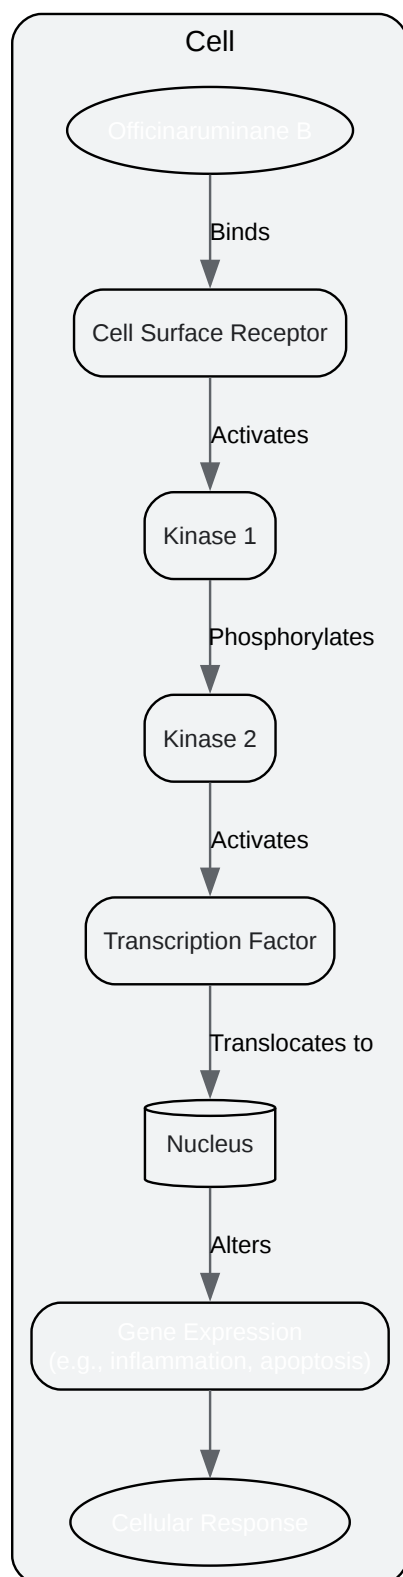 Cell
Officinaruminane B
Binds
Cell Surface Receptor
Activates
Kinase 1
Phosphorylates
Kinase 2
Activates
Transcription Factor
Translocates to
Nucleus
Alters
Gene Expression
(e.g., inflammation, apoptosis)
Cellular Response